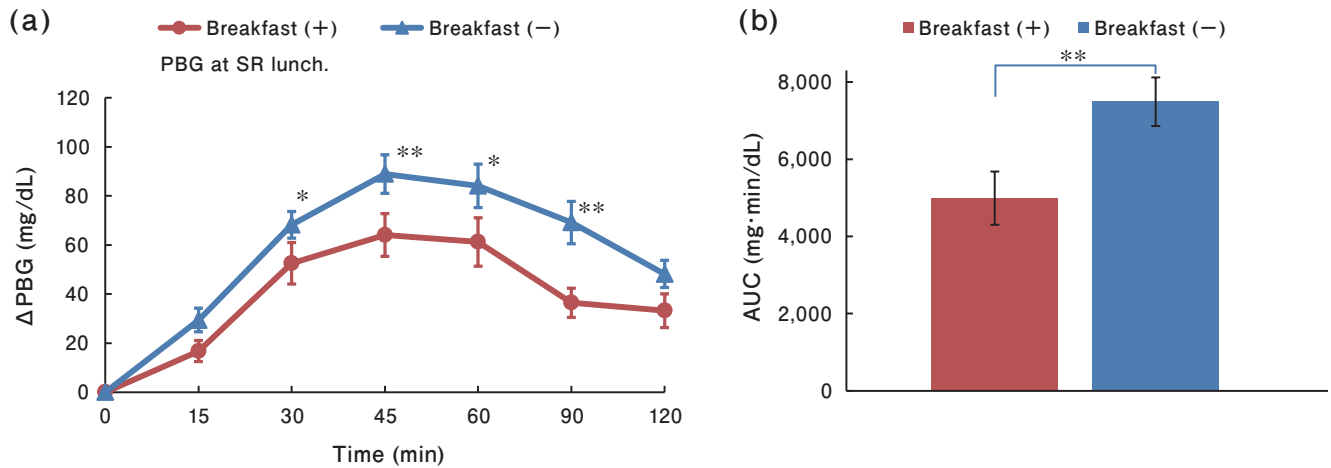 (a)
Breakfast (+) Breakfast (−)
PBG at SR lunch.
ΔPBG (mg/dL)
120
100
80
60
40
20
0
*
**
*
**
0 15 30 45 60 90 120
Time (min)
(b)
Breakfast (+) Breakfast (−)
**
AUC (mg·min/dL)
8,000
6,000
4,000
2,000
0